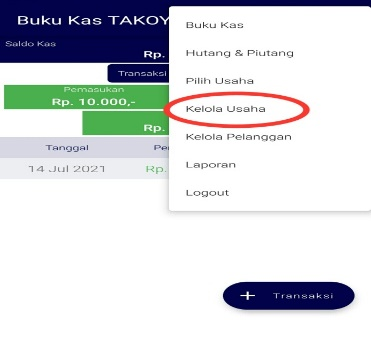 Buku Kas TAKOY
Saldo Kas
Rp.
Transaksi
Pemasukan
Rp. 10.000,-
Rp.
Tanggal
14 Jul 2021
Rp.
Buku Kas
Hutang & Piutang
Pilih Usaha
Kelola Usaha
Kelola Pelanggan
Laporan
Logout
+ Transaksi